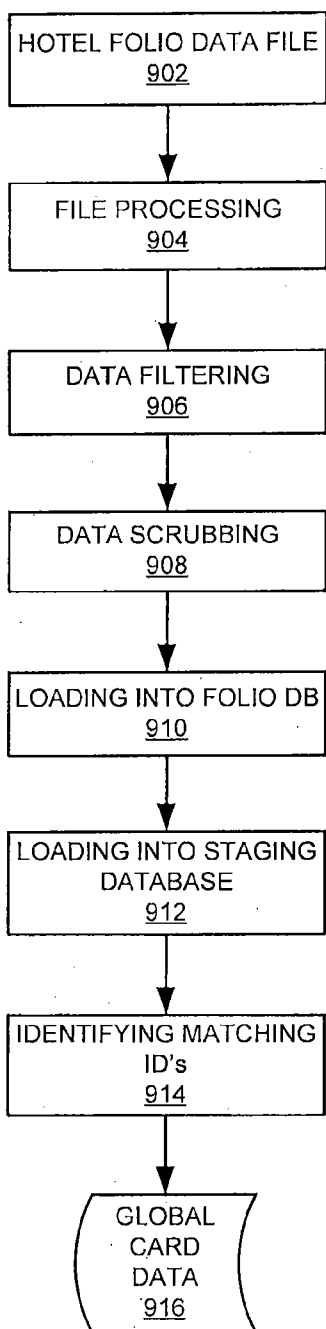 HOTEL FOLIO DATA FILE
902
FILE PROCESSING
904
DATA FILTERING
906
DATA SCRUBBING
908
LOADING INTO FOLIO DB
910
LOADING INTO STAGING
DATABASE
912
IDENTIFYING MATCHING
ID's
914
GLOBAL
CARD
DATA
916